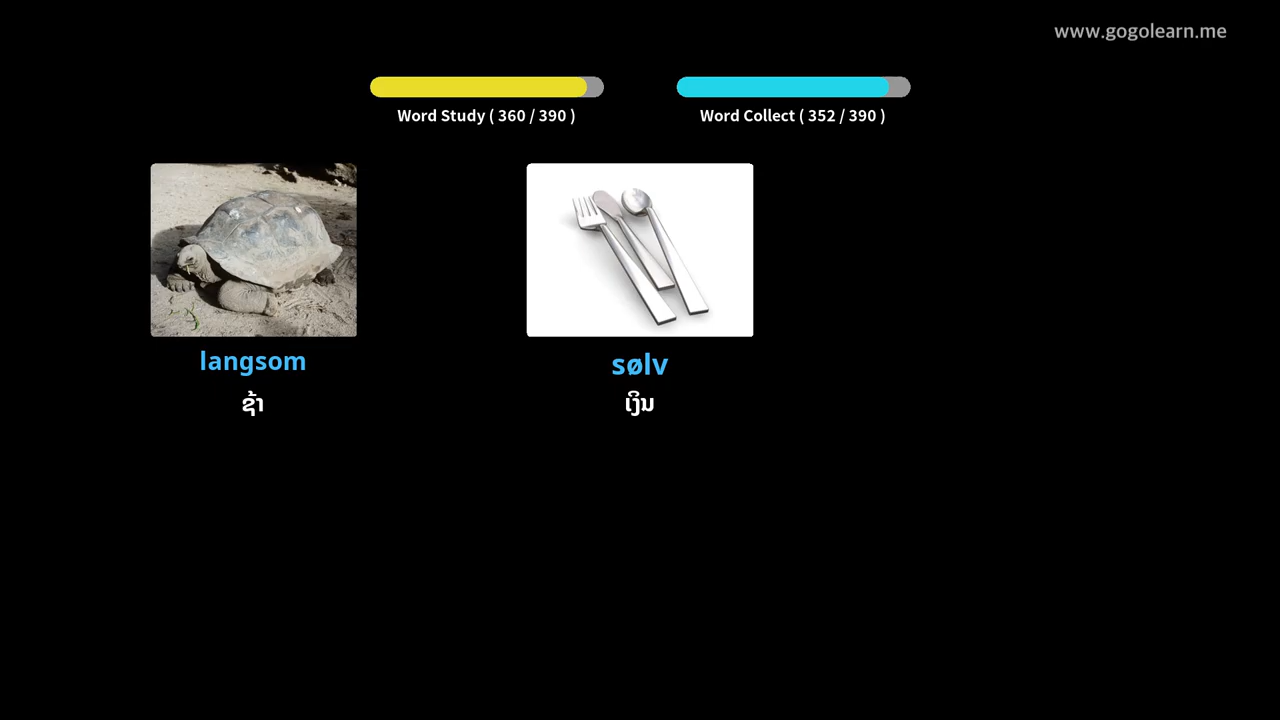 www.gogolearn.me
Word Study ( 360 / 390 )
Word Collect ( 352 / 390 )
langsom
ຊ້າ
sølv
ເງິນ